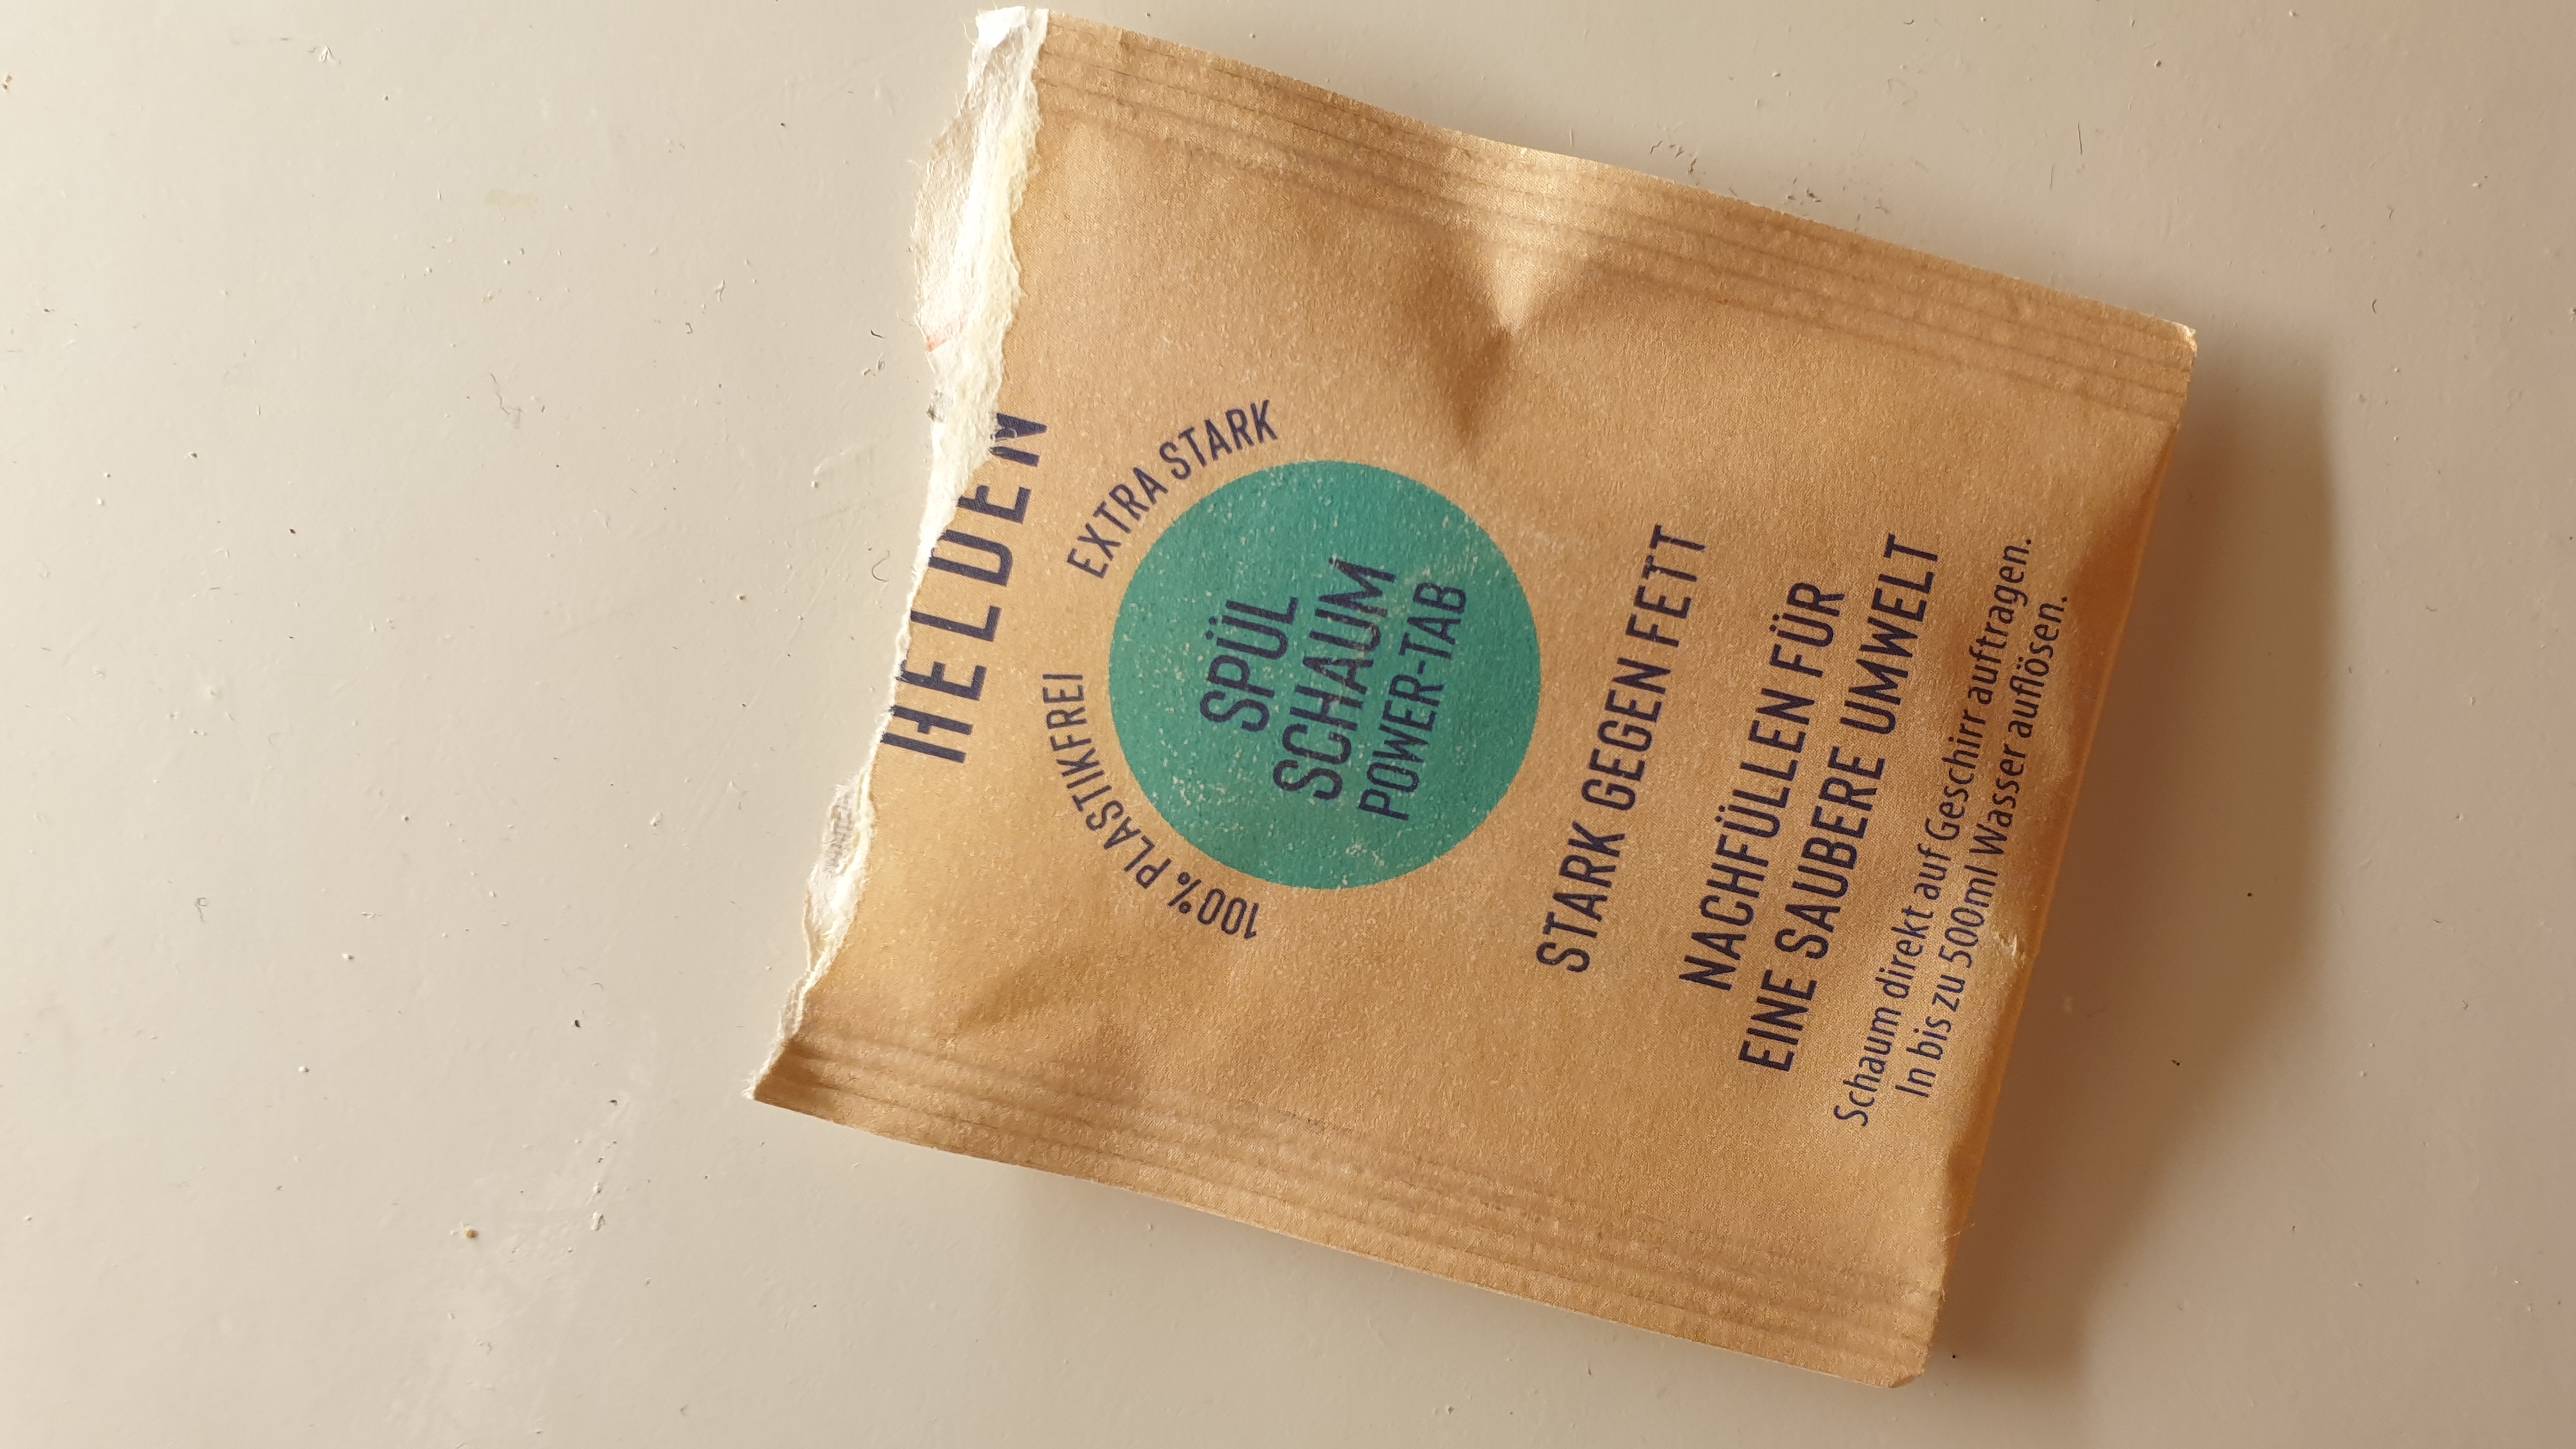 HELDEN
100% PLASTIKFREI EXTRA STARK
SPÜL
SCHAUM
POWER-TAB
STARK GEGEN FETT
NACHFÜLLEN FÜR
EINE SAUBERE UMWELT
Schaum direkt auf Geschirr auftragen.
In bis zu 500ml Wasser auflösen.